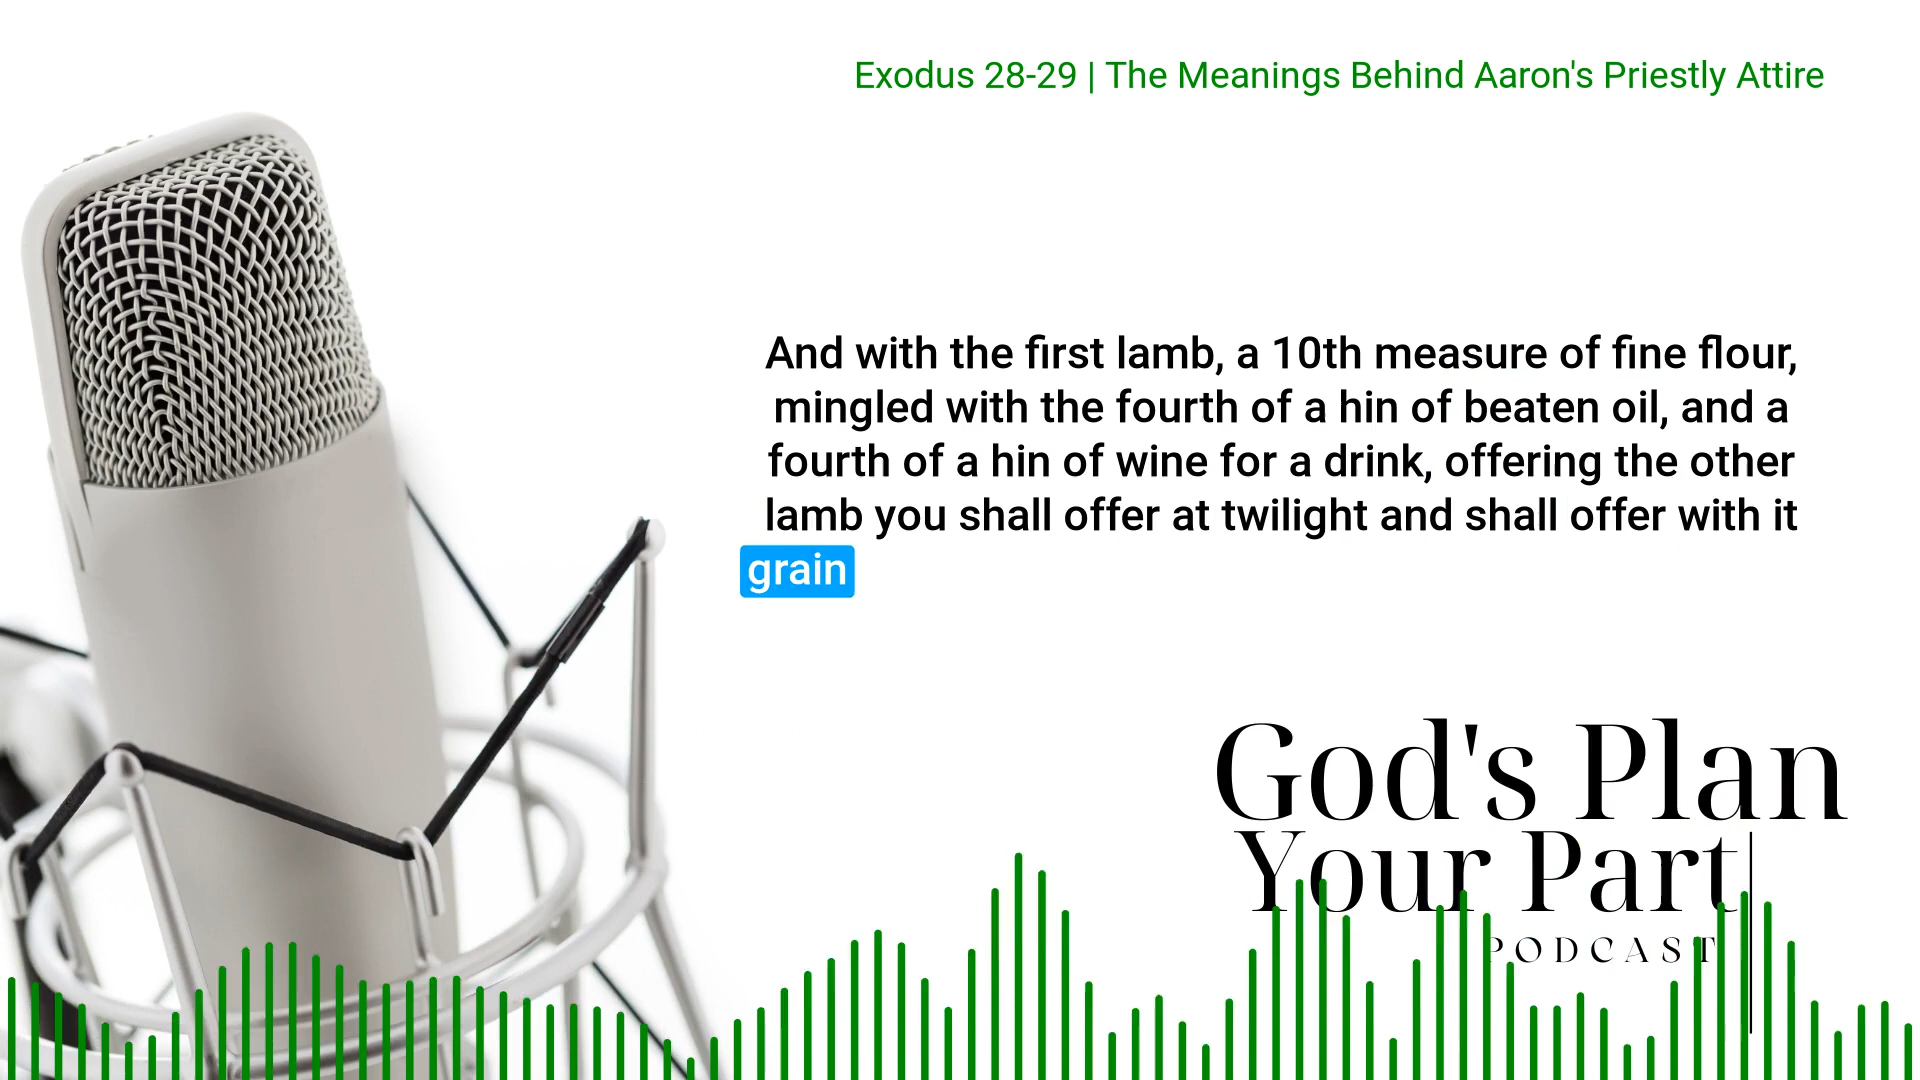 Exodus 28-29 | The Meanings Behind Aaron's Priestly Attire
And with the first lamb, a 10th measure of fine flour,
mingled with the fourth of a hin of beaten oil, and a
fourth of a hin of wine for a drink, offering the other
lamb you shall offer at twilight and shall offer with it
grain
God's Plan
Your Part
PODCAST